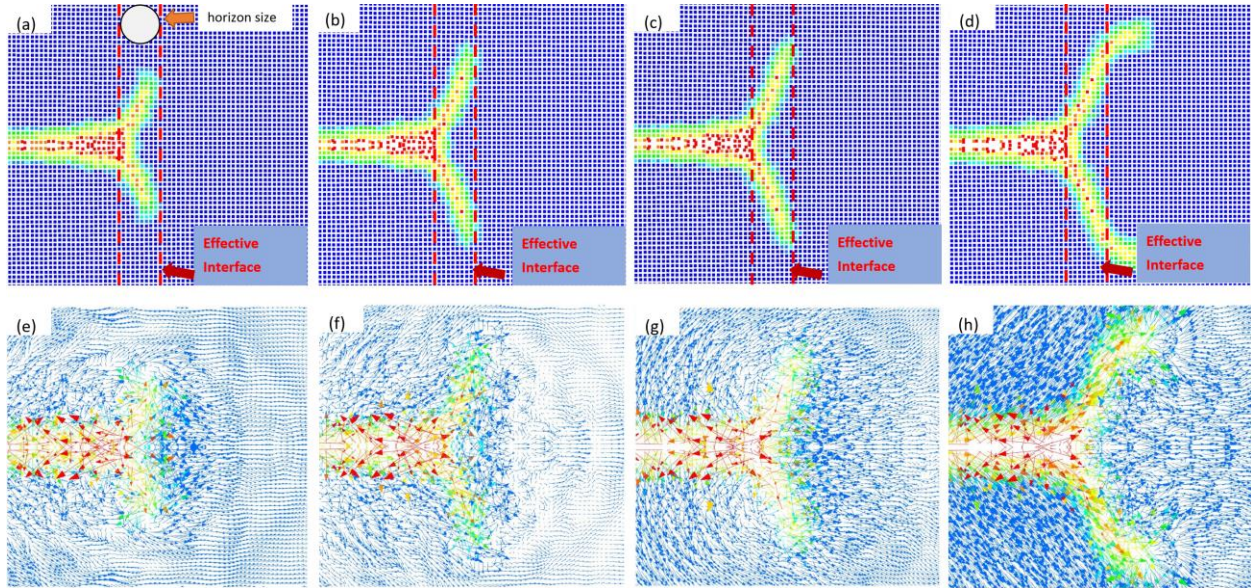 (a)
horizon size
(b)
(c)
(d)
Effective
Interface
Effective
Interface
Effective
Interface
Effective
Interface
(e)
(f)
(g)
(h)